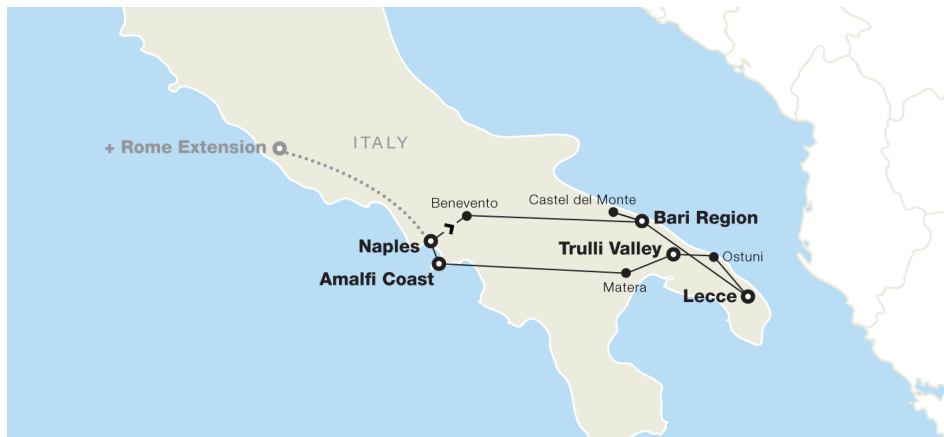 ITALY
+ Rome Extension
Benevento
Castel del Monte
Bari Region
Naples
Trulli Valley
Ostuni
Amalfi Coast
Matera
Lecce